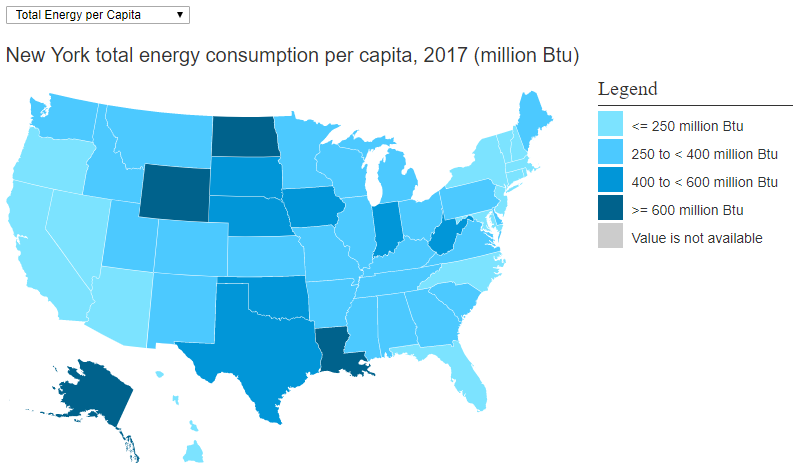 Total Energy per Capita
New York total energy consumption per capita, 2017 (million Btu)
Legend
<= 250 million Btu
250 to < 400 million Btu
400 to < 600 million Btu
>= 600 million Btu
Value is not available